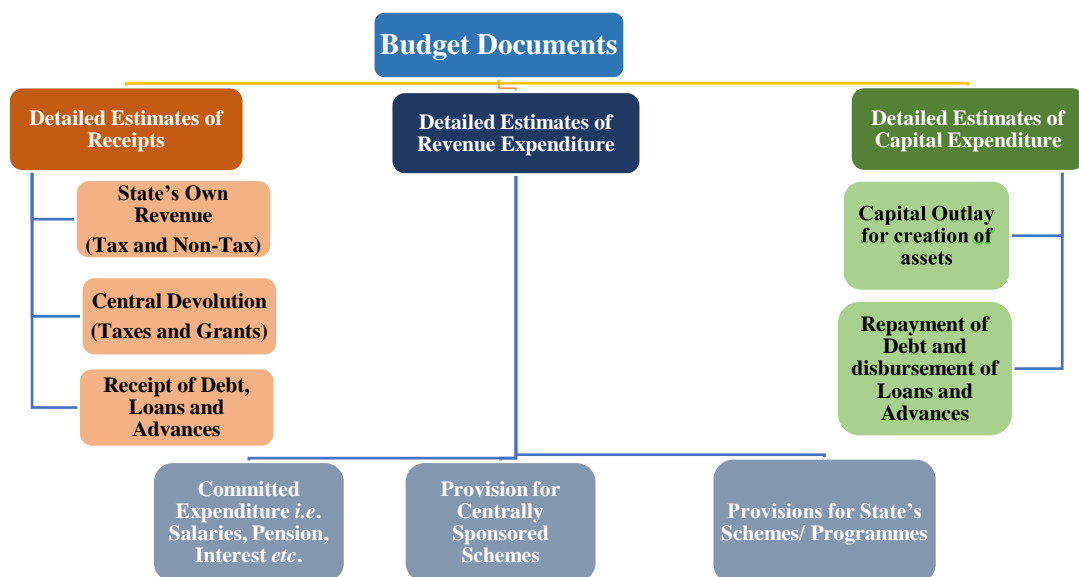 Budget Documents
Detailed Estimates of
Receipts
Detailed Estimates of
Revenue Expenditure
Detailed Estimates of
Capital Expenditure
State's Own
Revenue
(Tax and Non-Tax)
Central Devolution
(Taxes and Grants)
Receipt of Debt,
Loans and
Advances
Capital Outlay
for creation of
assets
Repayment of
Debt and
disbursement of
Loans and
Advances
Committed
Expenditure i.e.
Salaries, Pension,
Interest etc.
Provision for
Centrally
Sponsored
Schemes
Provisions for State's
Schemes/ Programmes